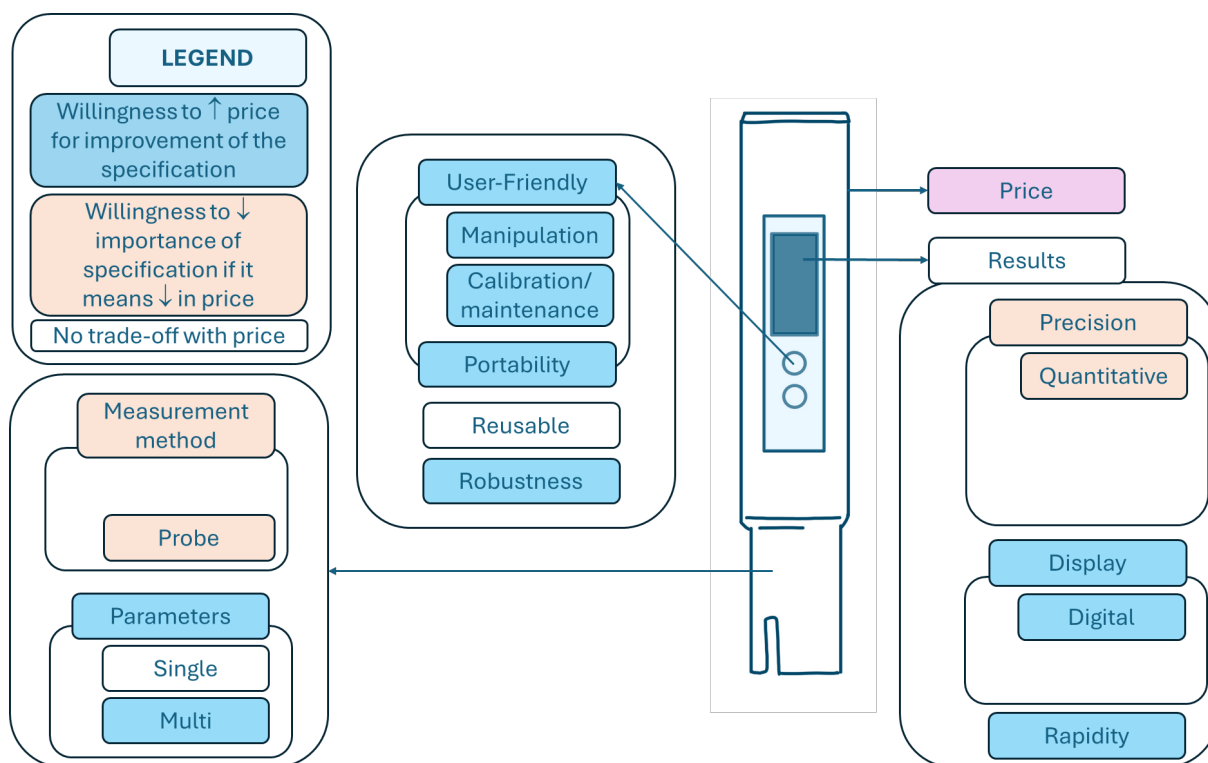 LEGEND
Willingness to ↑ price
for improvement of the
specification
Willingness to ↓
importance of
specification if it
means ↓ in price
No trade-off with price
Measurement
method
Probe
Parameters
Single
Multi
User-Friendly
Manipulation
Calibration/
maintenance
Portability
Reusable
Robustness
Price
Results
Precision
Quantitative
Display
Digital
Rapidity